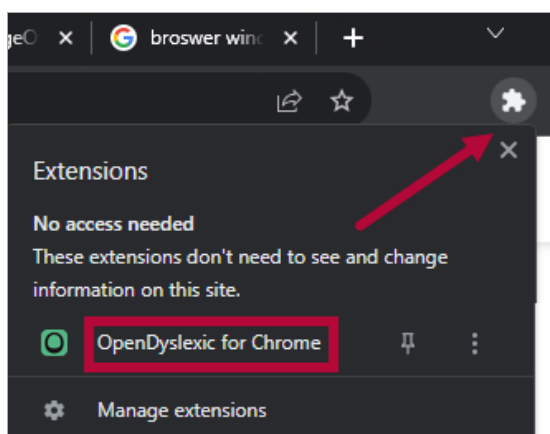 geO broswer winc
Extensions
No access needed
These extensions don't need to see and change
information on this site.
OpenDyslexic for Chrome
Manage extensions